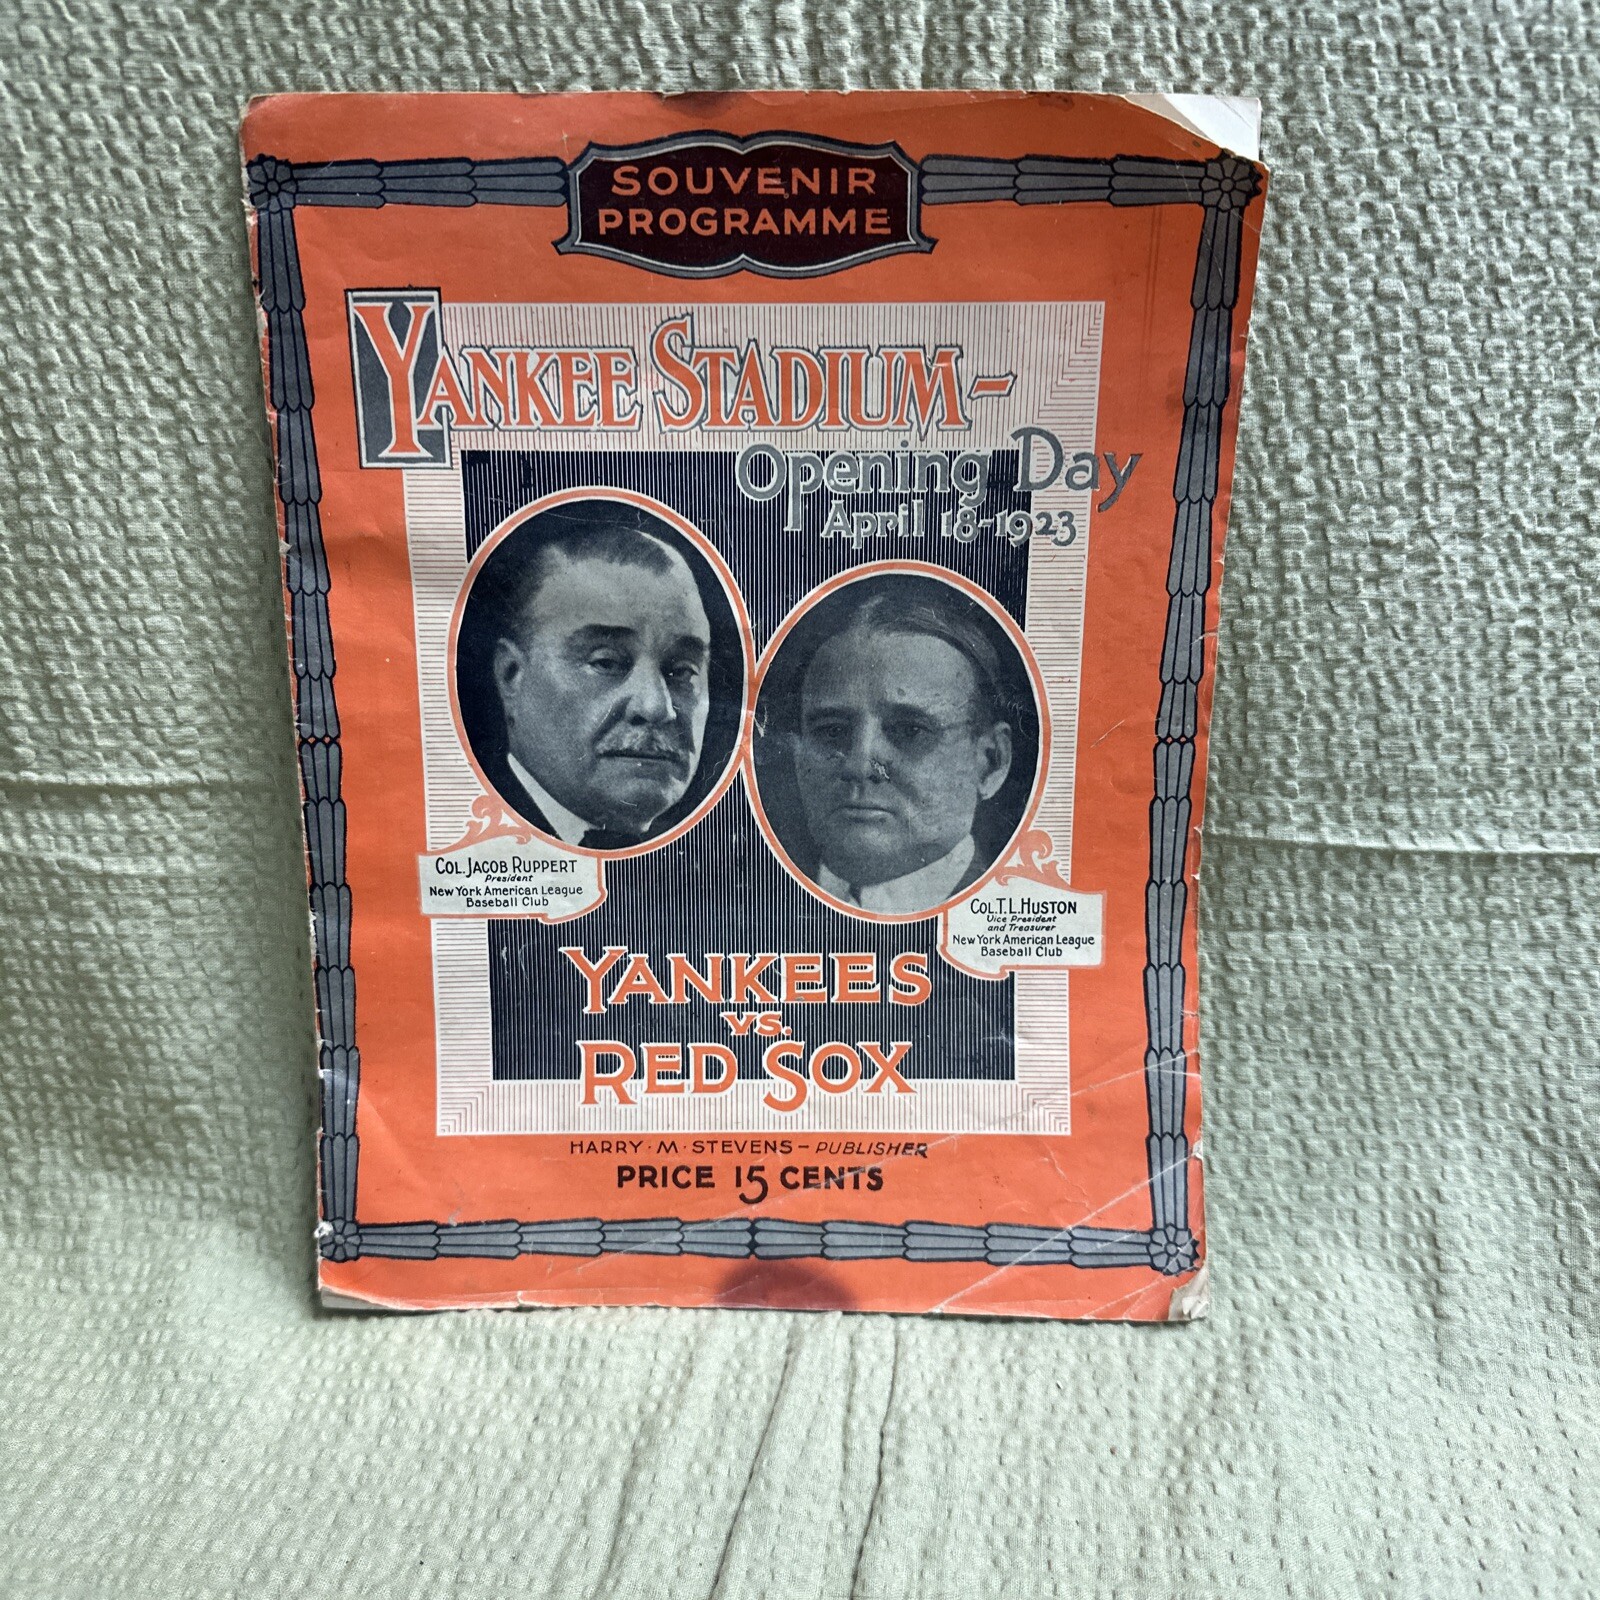 SOUVENIR
PROGRAMME
YANKEE STADIUM-
Opening Day
April 18-1923
COL. JACOB RUPPERT
President
New York American League
Baseball Club
COL. T. L. HUSTON
Vice President
and Treasurer
New York American League
Baseball Club
YANKEES
VS.
RED SOX
HARRY · M · STEVENS - PUBLISHER
PRICE 15 CENTS